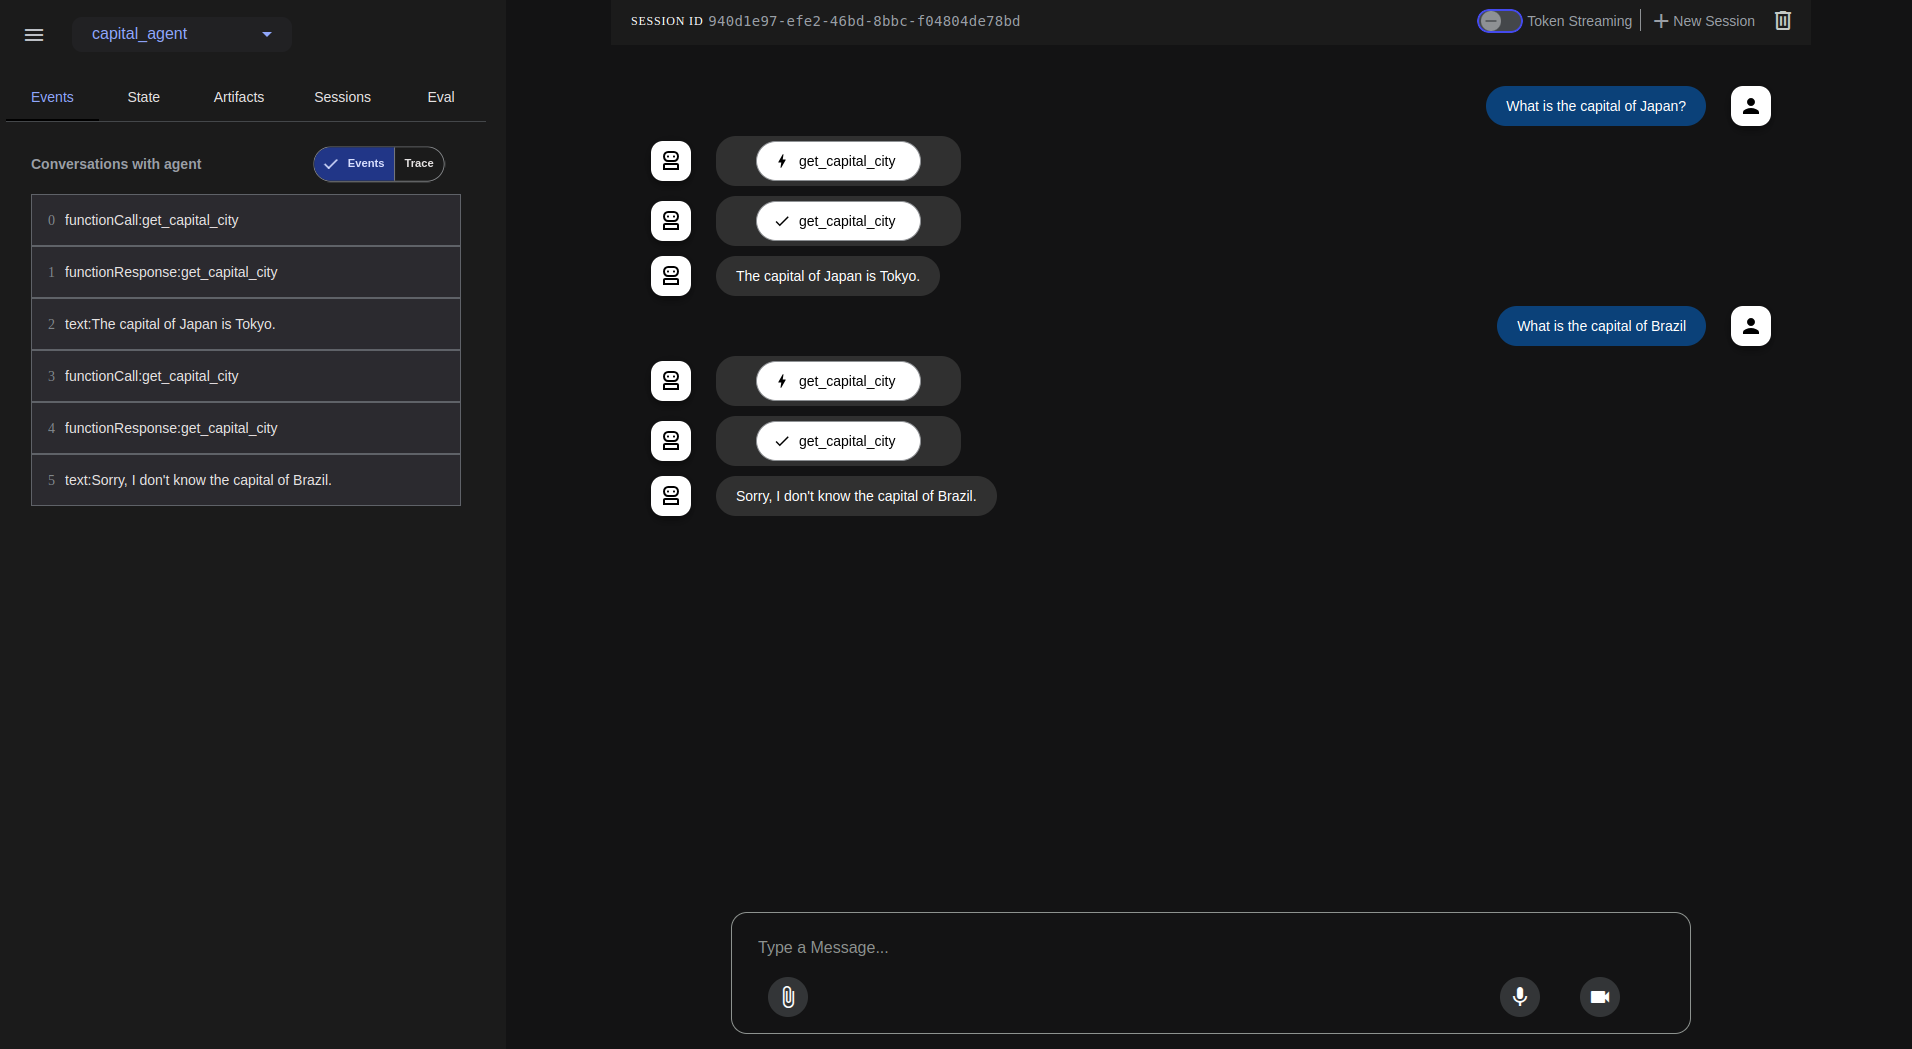 capital_agent
Events State Artifacts Sessions Eval
Conversations with agent
Events Trace
0 functionCall:get_capital_city
1 functionResponse:get_capital_city
2 text:The capital of Japan is Tokyo.
3 functionCall:get_capital_city
4 functionResponse:get_capital_city
5 text:Sorry, I don't know the capital of Brazil.
SESSION ID 940d1e97-efe2-46bd-8bbc-f04804de78bd
Token Streaming
New Session
What is the capital of Japan?
get_capital_city
get_capital_city
The capital of Japan is Tokyo.
What is the capital of Brazil
get_capital_city
get_capital_city
Sorry, I don't know the capital of Brazil.
Type a Message...